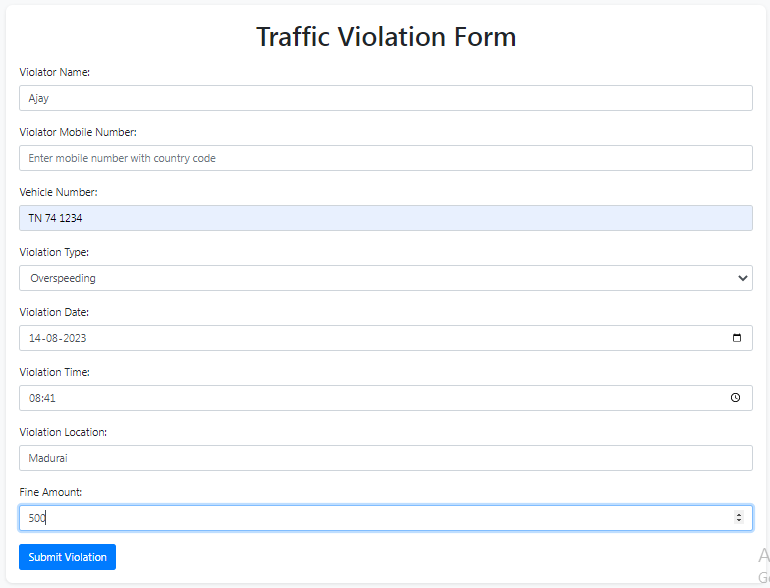 Traffic Violation Form
Violator Name:
Ajay
Violator Mobile Number:
Enter mobile number with country code
Vehicle Number:
TN 74 1234
Violation Type:
Overspeeding
Violation Date:
14-08-2023
Violation Time:
08:41
Violation Location:
Madurai
Fine Amount:
500
Submit Violation